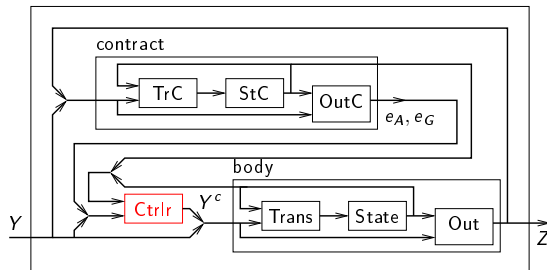 contract
TrC StC OutC
e_A, e_G
body
Y Ctrlr Y^c Trans State Out
Z